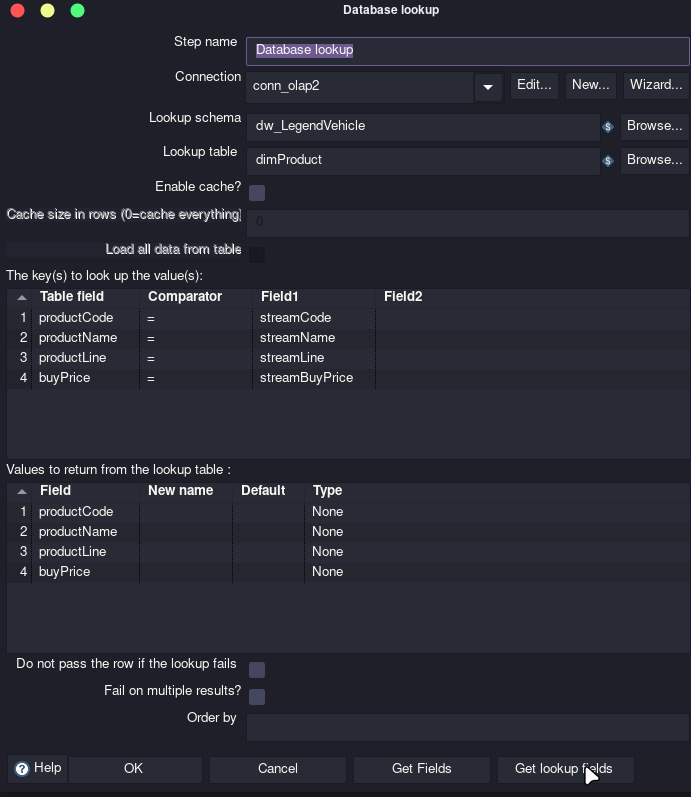 Database lookup
Step name Database lookup
Connection conn_olap2 Edit... New... Wizard...
Lookup schema dw_LegendVehicle $ Browse...
Lookup table dimProduct $ Browse...
Enable cache?
Cache size in rows (0=cache everything) 0
Load all data from table
The key(s) to look up the value(s):
Table field Comparator Field1 Field2
1 productCode = streamCode
2 productName = streamName
3 productLine = streamLine
4 buyPrice = streamBuyPrice
Values to return from the lookup table :
Field New name Default Type
1 productCode None
2 productName None
3 productLine None
4 buyPrice None
Do not pass the row if the lookup fails
Fail on multiple results?
Order by
? Help OK Cancel Get Fields Get lookup fields